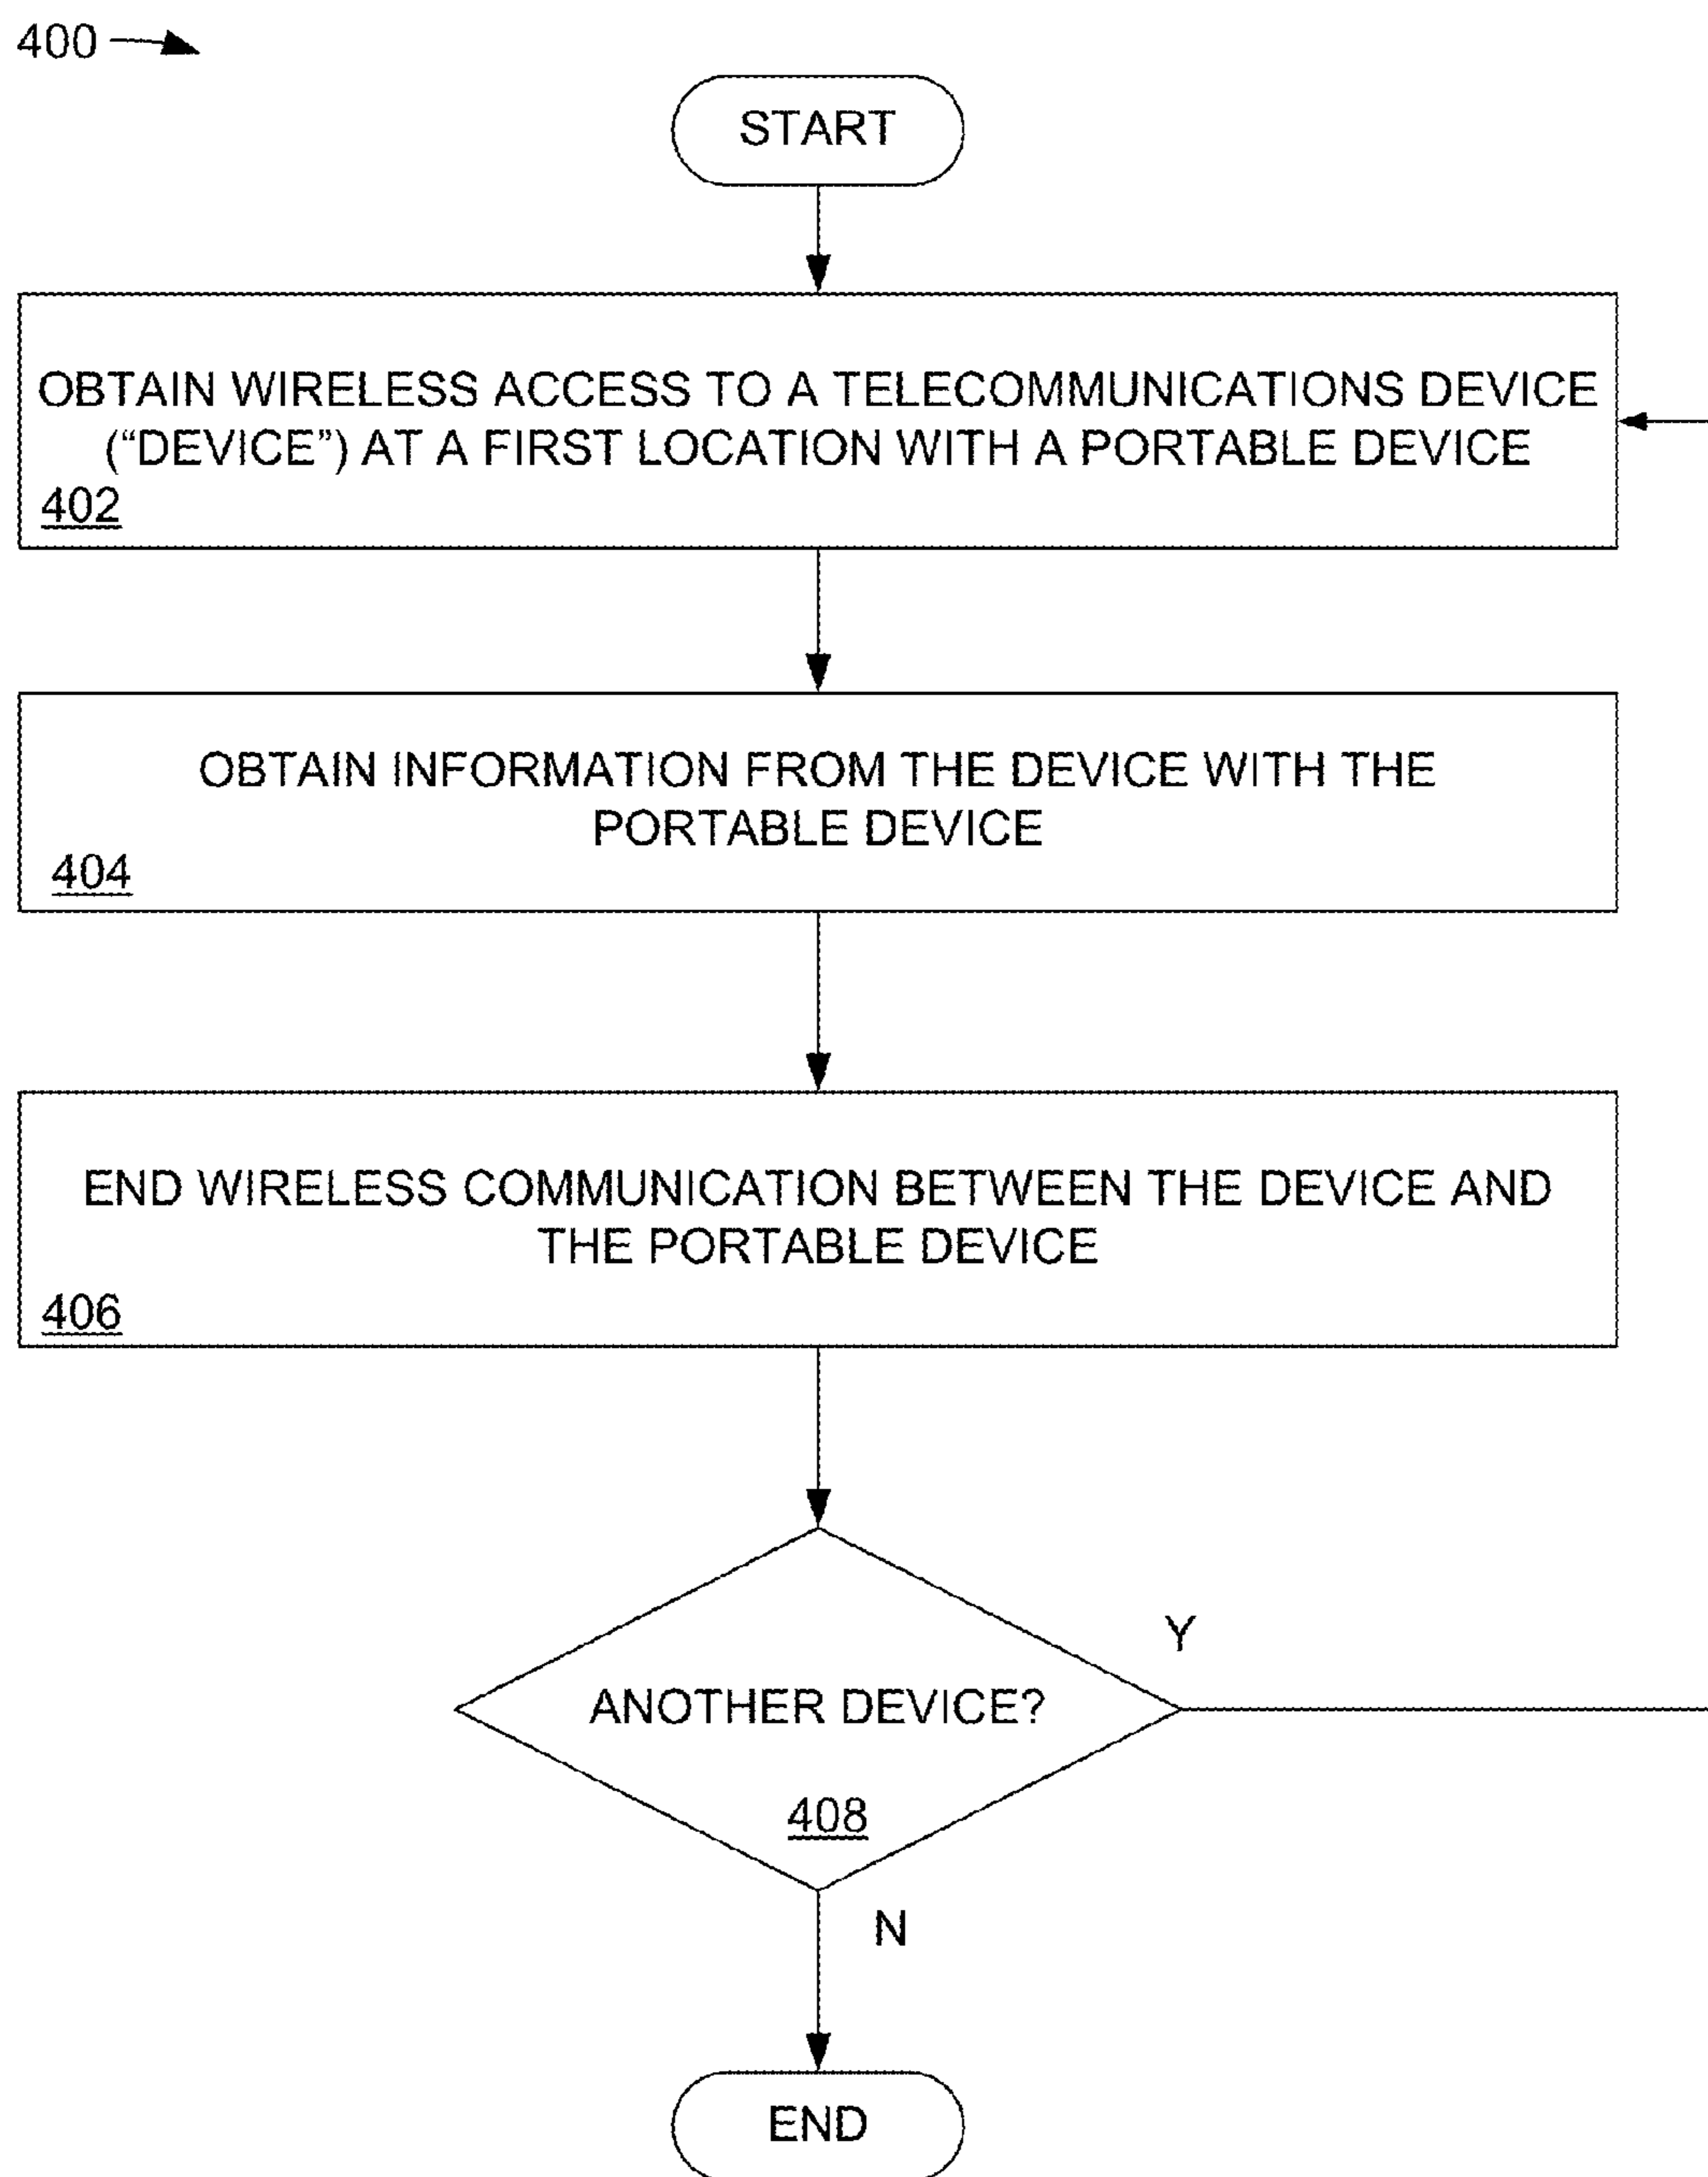 400
START
OBTAIN WIRELESS ACCESS TO A TELECOMMUNICATIONS DEVICE
(“DEVICE”) AT A FIRST LOCATION WITH A PORTABLE DEVICE
402
OBTAIN INFORMATION FROM THE DEVICE WITH THE
PORTABLE DEVICE
404
END WIRELESS COMMUNICATION BETWEEN THE DEVICE AND
THE PORTABLE DEVICE
406
Y
ANOTHER DEVICE?
408
N
END